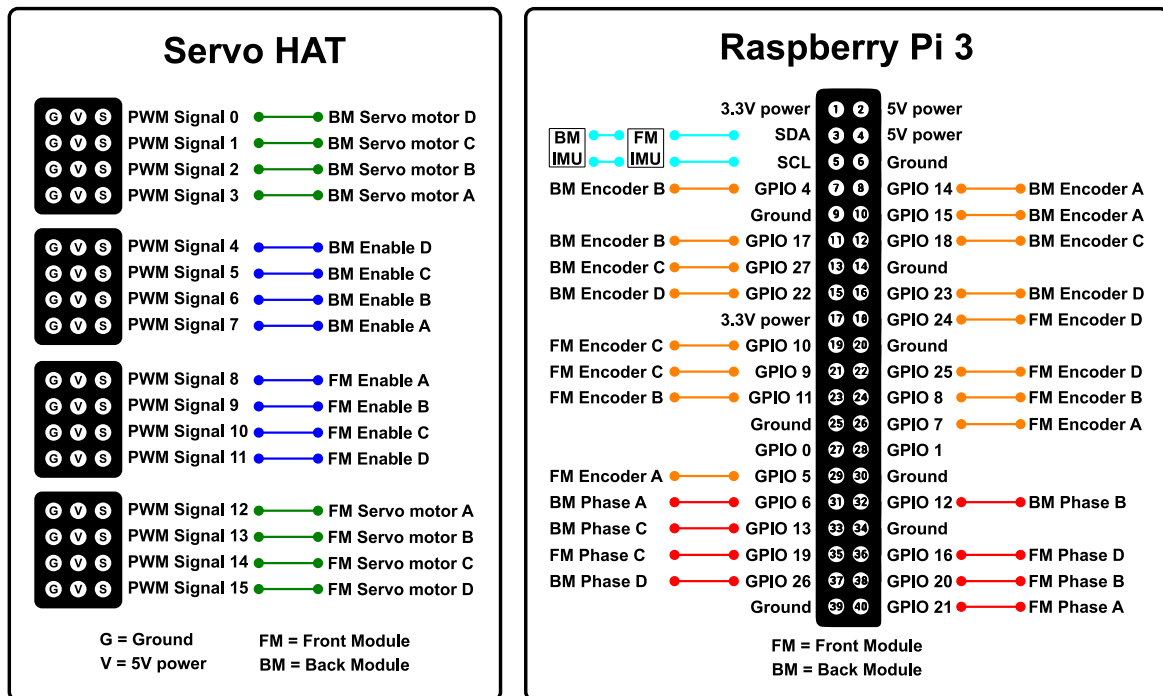 Servo HAT
G V S PWM Signal 0 BM Servo motor D
G V S PWM Signal 1 BM Servo motor C
G V S PWM Signal 2 BM Servo motor B
G V S PWM Signal 3 BM Servo motor A
G V S PWM Signal 4 BM Enable D
G V S PWM Signal 5 BM Enable C
G V S PWM Signal 6 BM Enable B
G V S PWM Signal 7 BM Enable A
G V S PWM Signal 8 FM Enable A
G V S PWM Signal 9 FM Enable B
G V S PWM Signal 10 FM Enable C
G V S PWM Signal 11 FM Enable D
G V S PWM Signal 12 FM Servo motor A
G V S PWM Signal 13 FM Servo motor B
G V S PWM Signal 14 FM Servo motor C
G V S PWM Signal 15 FM Servo motor D
G = Ground FM = Front Module
V = 5V power BM = Back Module
Raspberry Pi 3
3.3V power 1 2 5V power
BM FM SDA 3 4 5V power
IMU IMU SCL 5 6 Ground
BM Encoder B GPIO 4 7 8 GPIO 14 BM Encoder A
Ground 9 10 GPIO 15 BM Encoder A
BM Encoder B GPIO 17 11 12 GPIO 18 BM Encoder C
BM Encoder C GPIO 27 13 14 Ground
BM Encoder D GPIO 22 15 16 GPIO 23 BM Encoder D
3.3V power 17 18 GPIO 24 FM Encoder D
FM Encoder C GPIO 10 19 20 Ground
FM Encoder C GPIO 9 21 22 GPIO 25 FM Encoder D
FM Encoder B GPIO 11 23 24 GPIO 8 FM Encoder B
Ground 25 26 GPIO 7 FM Encoder A
GPIO 0 27 28 GPIO 1
FM Encoder A GPIO 5 29 30 Ground
BM Phase A GPIO 6 31 32 GPIO 12 BM Phase B
BM Phase C GPIO 13 33 34 Ground
FM Phase C GPIO 19 35 36 GPIO 16 FM Phase D
BM Phase D GPIO 26 37 38 GPIO 20 FM Phase B
Ground 39 40 GPIO 21 FM Phase A
FM = Front Module
BM = Back Module